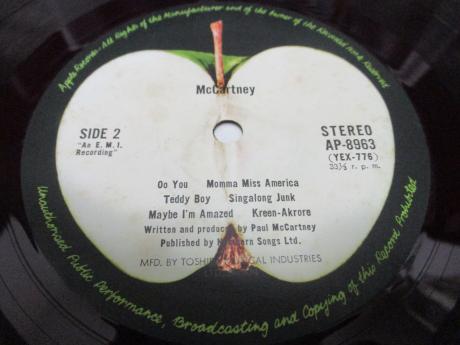 Apple Records · All Rights of the Manufacturer and of the Owner of the Recorded Work Reserved
McCartney
SIDE 2
"An E. M. I.
Recording"
STEREO
AP-8963
(YEX-776)
33⅓ r. p. m.
Oo You Momma Miss America
Teddy Boy Singalong Junk
Maybe I'm Amazed Kreen-Akrore
Written and produced by Paul McCartney
Published by Songs Ltd.
MFD. BY INDUSTRIES
Unauthorised Public Performance, Broadcasting and Copying of this Record Prohibited